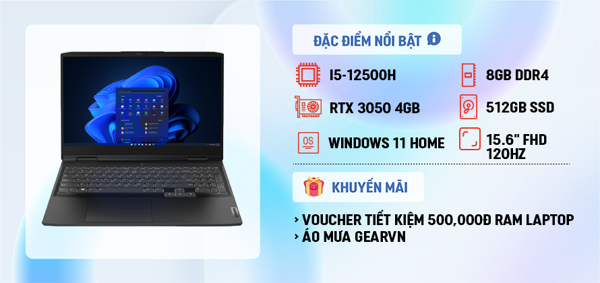 ĐẶC ĐIỂM NỔI BẬT
I5-12500H
8GB DDR4
RTX 3050 4GB
512GB SSD
OS
WINDOWS 11 HOME
15.6" FHD
120HZ
KHUYẾN MÃI
› VOUCHER TIẾT KIỆM 500,000Đ RAM LAPTOP
› ÁO MƯA GEARVN